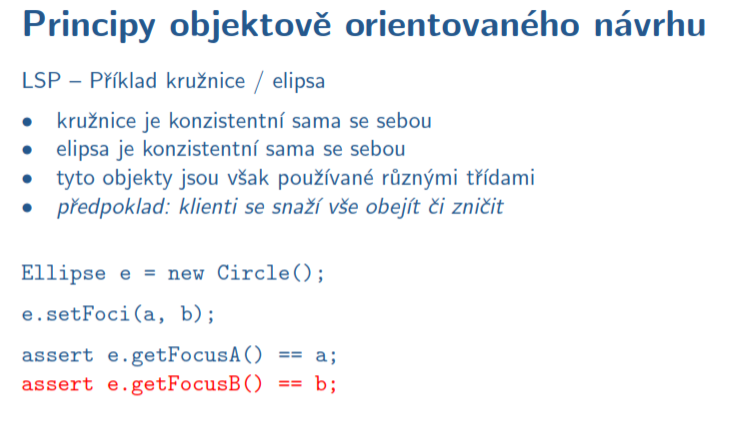 Principy objektově orientovaného návrhu
LSP – Příklad kružnice / elipsa
• kružnice je konzistentní sama se sebou
• elipsa je konzistentní sama se sebou
• tyto objekty jsou však používané různými třídami
• předpoklad: klienti se snaží vše obejít či zničit
Ellipse e = new Circle();
e.setFoci(a, b);
assert e.getFocusA() == a;
assert e.getFocusB() == b;